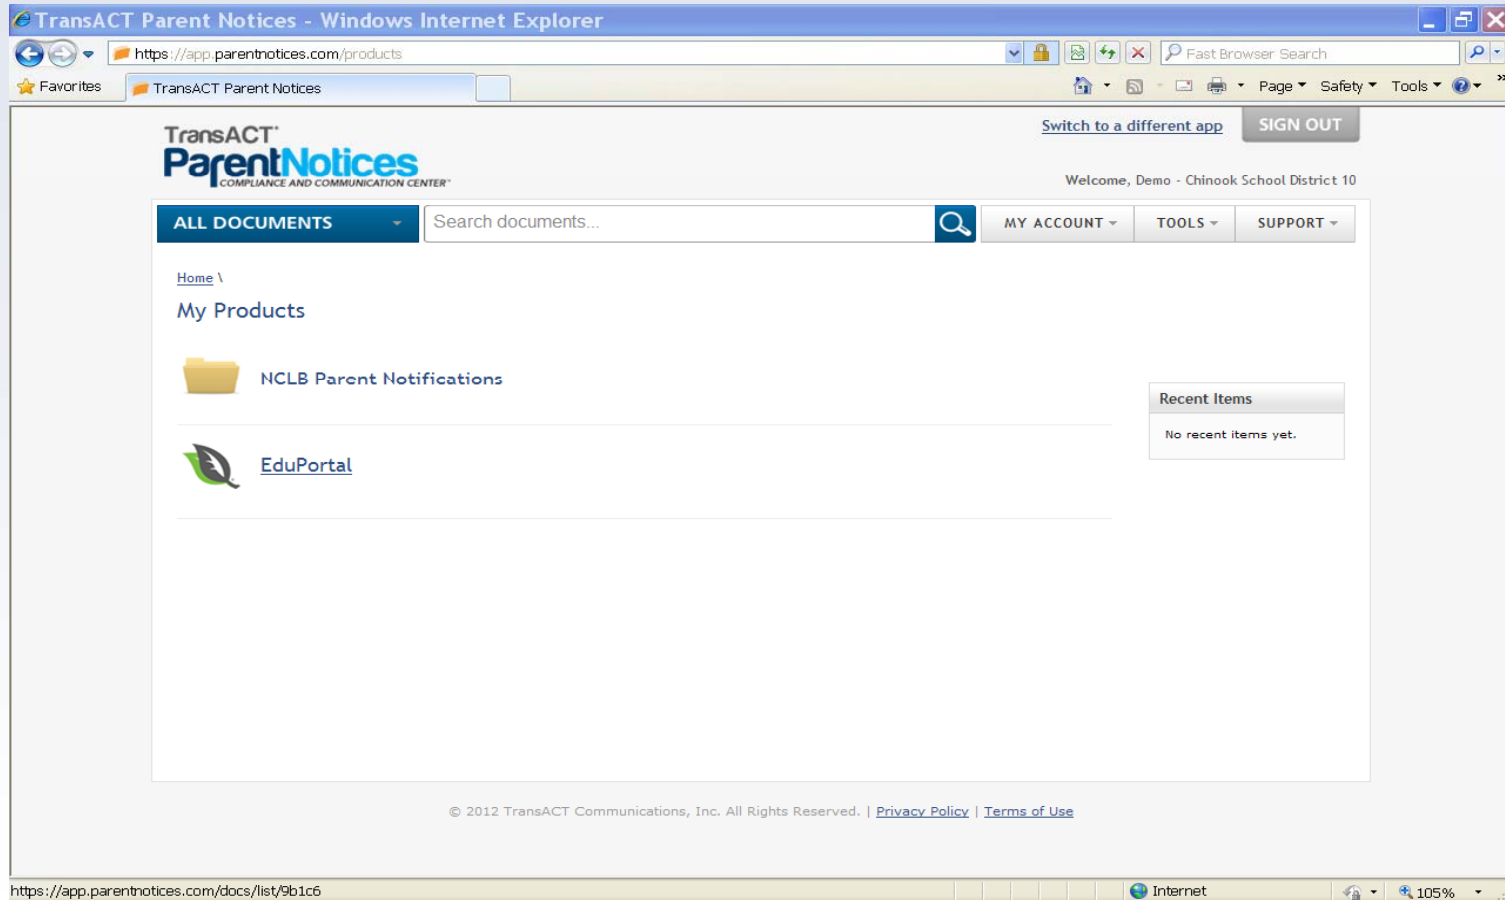 TransACT Parent Notices - Windows Internet Explorer
https://app.parentnotices.com/products
Fast Browser Search
Favorites
TransACT Parent Notices
Page Safety Tools
TransACT
ParentNotices
COMPLIANCE AND COMMUNICATION CENTER
Switch to a different app
SIGN OUT
Welcome, Demo - Chinook School District 10
ALL DOCUMENTS
Search documents...
MY ACCOUNT
TOOLS
SUPPORT
Home \
My Products
NCLB Parent Notifications
EduPortal
Recent Items
No recent items yet.
© 2012 TransACT Communications, Inc. All Rights Reserved. | Privacy Policy | Terms of Use
https://app.parentnotices.com/docs/list/9b1c6
Internet
105%